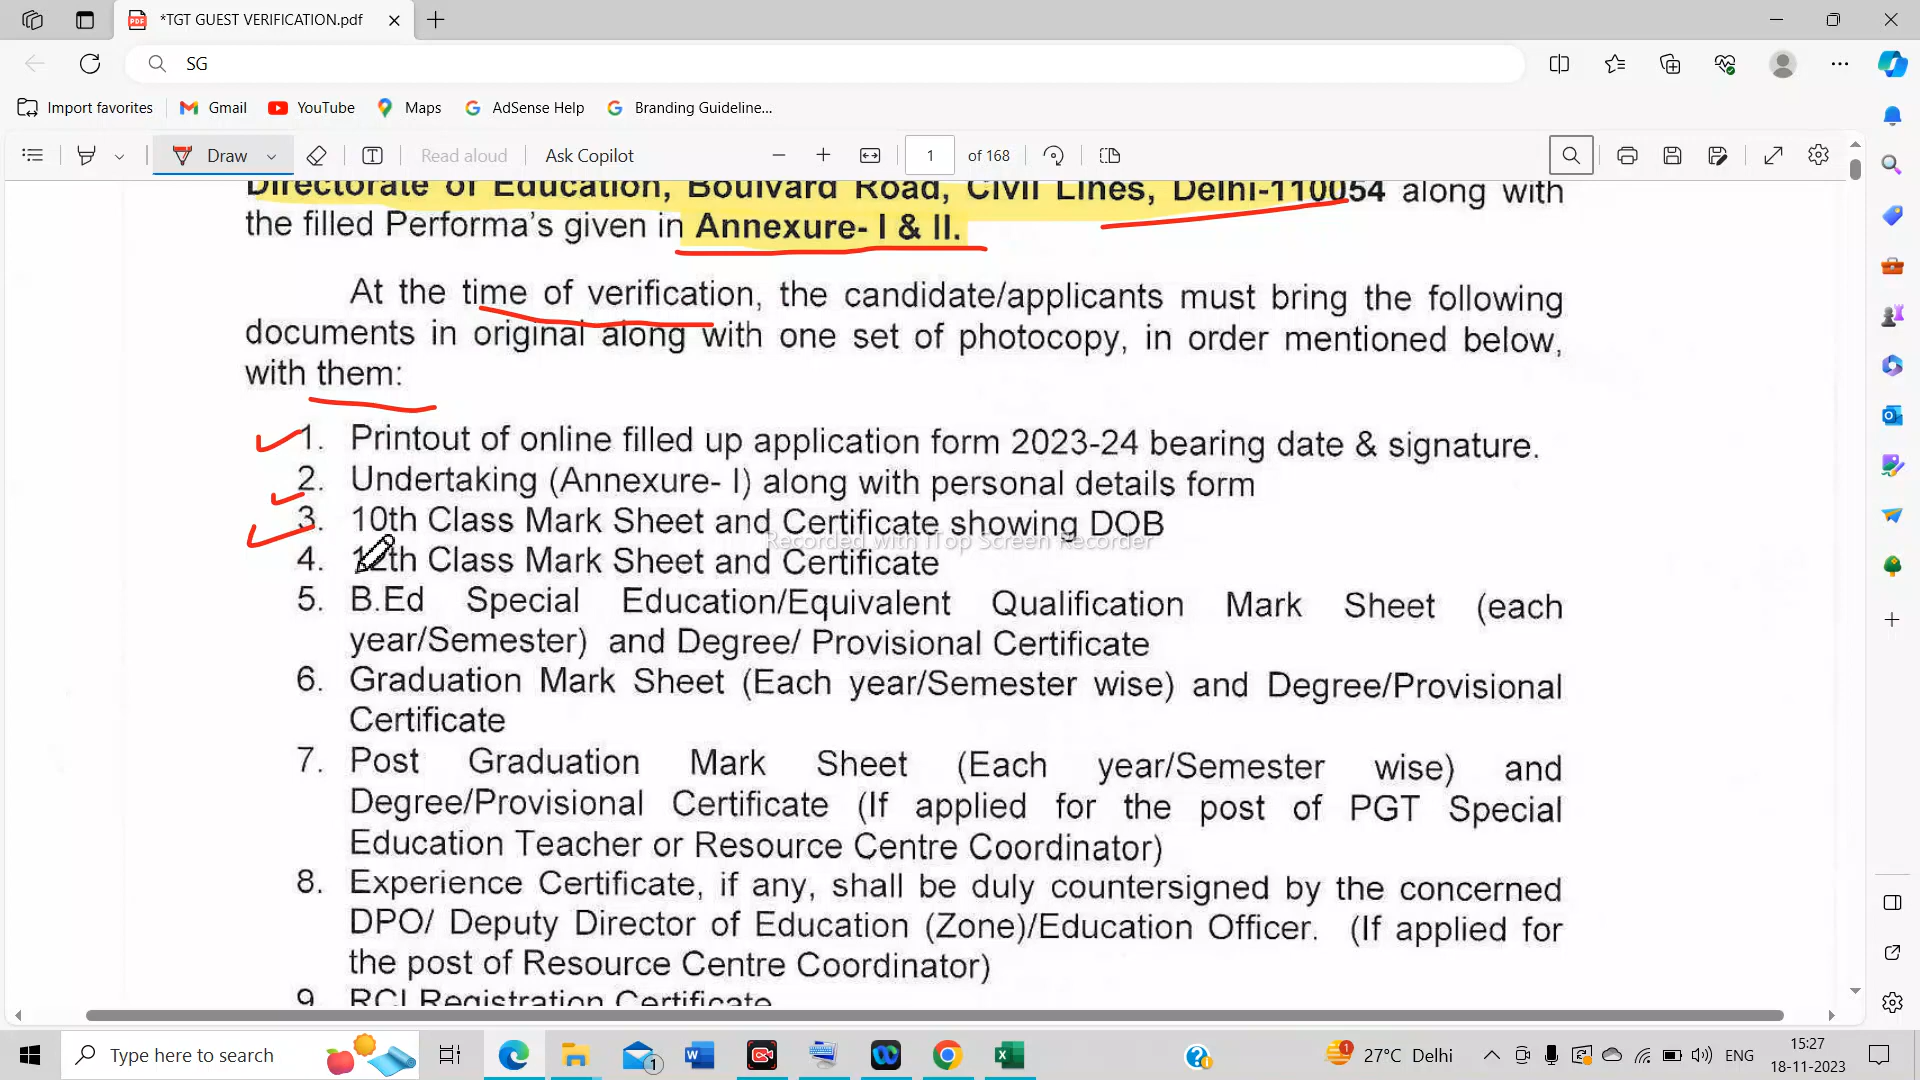 *TGT GUEST VERIFICATION.pdf
SG
Import favorites
Gmail
YouTube
Maps
AdSense Help
Branding Guideline...
Draw
Read aloud
Ask Copilot
1
of 168
Directorate of Education, Boulvard Road, Civil Lines, Delhi-110054 along with
the filled Performa's given in Annexure- I & II.
At the time of verification, the candidate/applicants must bring the following
documents in original along with one set of photocopy, in order mentioned below,
with them:
1. Printout of online filled up application form 2023-24 bearing date & signature.
2. Undertaking (Annexure- I) along with personal details form
3. 10th Class Mark Sheet and Certificate showing DOB
Recorded with iTop Screen Recorder
4. 12th Class Mark Sheet and Certificate
5. B.Ed Special Education/Equivalent Qualification Mark Sheet (each
year/Semester) and Degree/ Provisional Certificate
6. Graduation Mark Sheet (Each year/Semester wise) and Degree/Provisional
Certificate
7. Post Graduation Mark Sheet (Each year/Semester wise) and
Degree/Provisional Certificate (If applied for the post of PGT Special
Education Teacher or Resource Centre Coordinator)
8. Experience Certificate, if any, shall be duly countersigned by the concerned
DPO/ Deputy Director of Education (Zone)/Education Officer. (If applied for
the post of Resource Centre Coordinator)
9 RCI Registration Certificate
Type here to search
1
1
27°C Delhi
ENG
15:27
18-11-2023